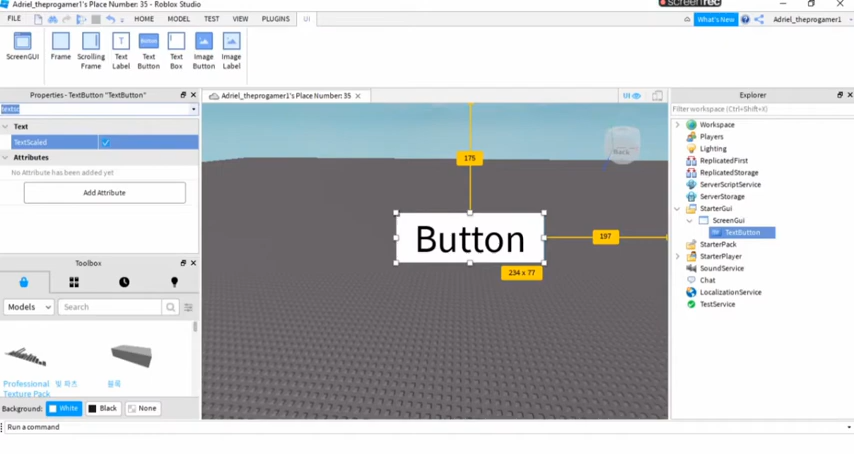 Adriel_theprogamer1's Place Number: 35 - Roblox Studio
screenrec
FILE HOME MODEL TEST VIEW PLUGINS UI
What's New
Adriel_theprogamer1
ScreenGUI
Frame
Scrolling Frame
Text Label
Text Button
Text Box
Image Button
Image Label
Properties - TextButton "TextButton"
textsc
Text
TextScaled
Attributes
No Attribute has been added yet
Add Attribute
Toolbox
Models
Search
Professional Texture Pack
및 파츠
블록
Background: White Black None
Run a command
Adriel_theprogamer1's Place Number: 35
UI
175
Back
Button
197
234 x 77
Explorer
Filter workspace (Ctrl+Shift+X)
Workspace
Players
Lighting
ReplicatedFirst
ReplicatedStorage
ServerScriptService
ServerStorage
StarterGui
ScreenGui
TextButton
StarterPack
StarterPlayer
SoundService
Chat
LocalizationService
TestService